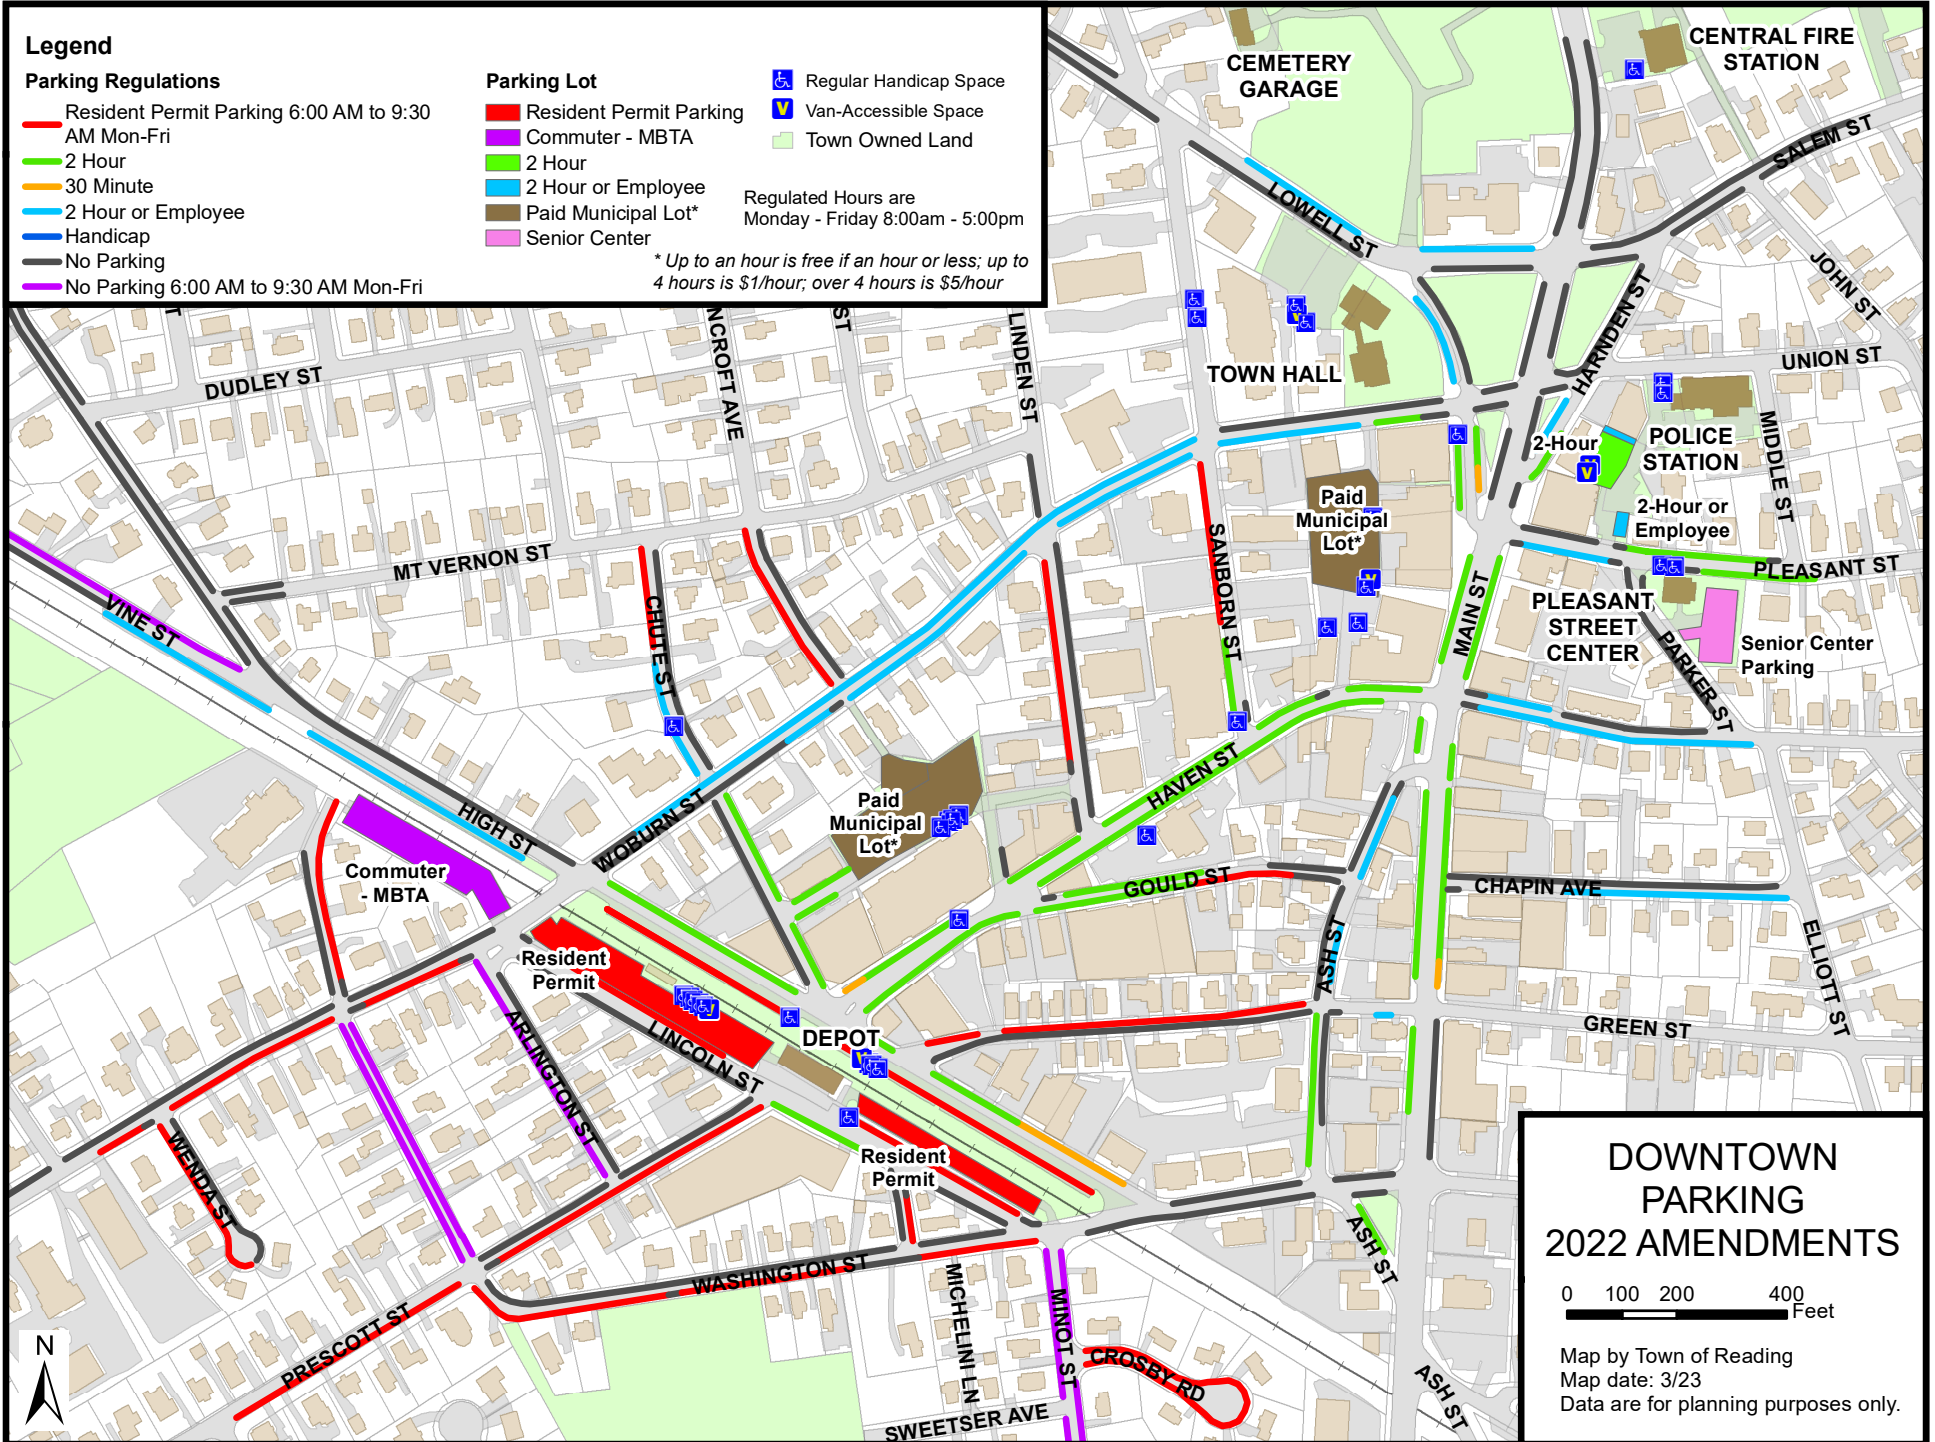 Legend
Parking Regulations
Resident Permit Parking 6:00 AM to 9:30
AM Mon-Fri
2 Hour
30 Minute
2 Hour or Employee
Handicap
No Parking
No Parking 6:00 AM to 9:30 AM Mon-Fri
Parking Lot
Resident Permit Parking
Commuter - MBTA
2 Hour
2 Hour or Employee
Paid Municipal Lot*
Senior Center
Regular Handicap Space
V
Van-Accessible Space
Town Owned Land
Regulated Hours are
Monday - Friday 8:00am - 5:00pm
* Up to an hour is free if an hour or less; up to
4 hours is $1/hour; over 4 hours is $5/hour
CEMETERY
GARAGE
CENTRAL FIRE
STATION
SALEM ST
LOWELL ST
JOHN ST
HARNDEN ST
UNION ST
TOWN HALL
T
NCROFT AVE
ST
LINDEN ST
DUDLEY ST
2-Hour
V
POLICE
STATION
MIDDLE ST
Paid
Municipal
Lot*
2-Hour or
Employee
PLEASANT ST
MT VERNON ST
SANBORN ST
CHUTE ST
VINE ST
MAIN ST
PLEASANT
STREET
CENTER
PARKER ST
Senior Center
Parking
HIGH ST
WOBURN ST
HAVEN ST
Paid
Municipal
Lot*
Commuter
- MBTA
GOULD ST
CHAPIN AVE
ASH ST
ELLIOTT ST
Resident
Permit
LINCOLN ST
ARLINGTON ST
DEPOT
GREEN ST
WENDA ST
Resident
Permit
WASHINGTON ST
PRESCOTT ST
MICHELINI LN
MINOT ST
CROSBY RD
SWEETSER AVE
ASH ST
ASH ST
N
DOWNTOWN
PARKING
2022 AMENDMENTS
0 100 200 400
Feet
Map by Town of Reading
Map date: 3/23
Data are for planning purposes only.